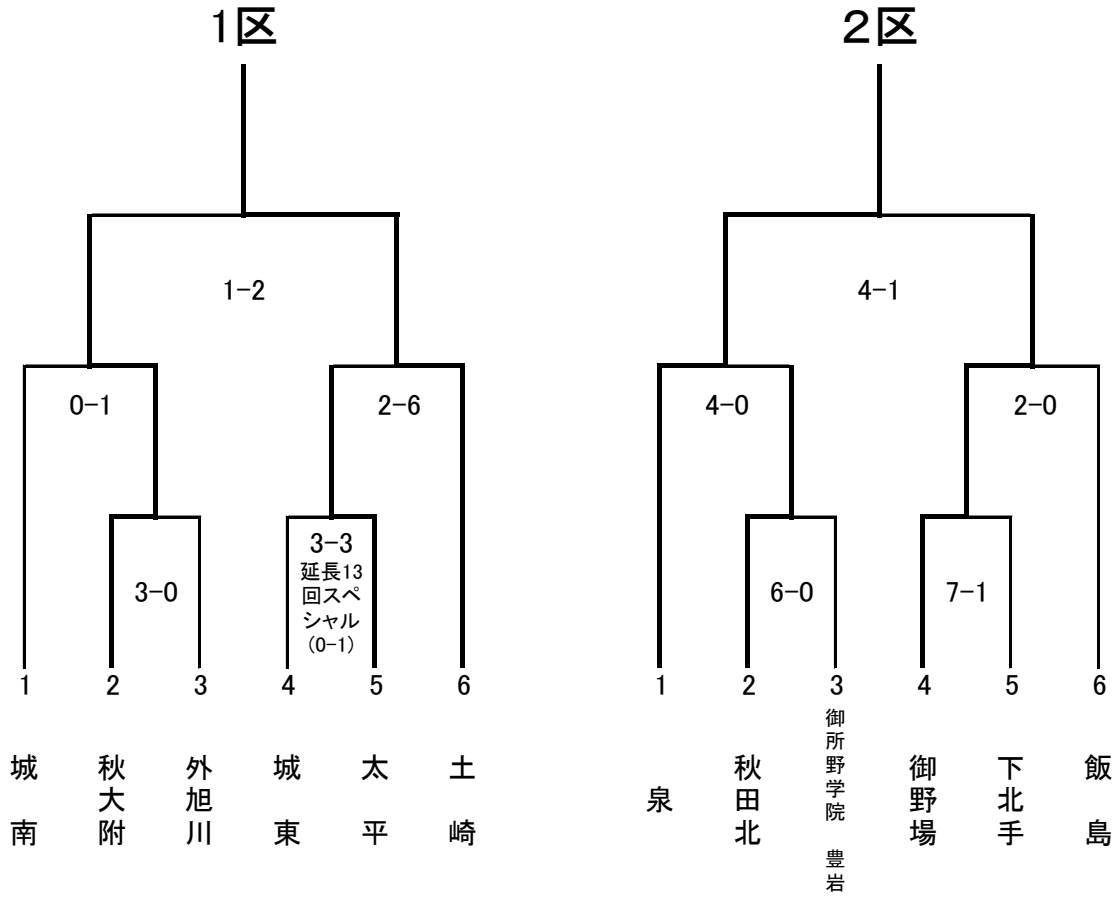 1区
2区
1-2
4-1
0-1
2-6
4-0
2-0
3-0
3-3
延長13
回スペ
シャル
(0-1)
6-0
7-1
1
2
3
4
5
6
1
2
3
4
5
6
城南
秋大附
外旭川
城東
太平
土崎
泉
秋田北
御所野学院 豊岩
御野場
下北手
飯島